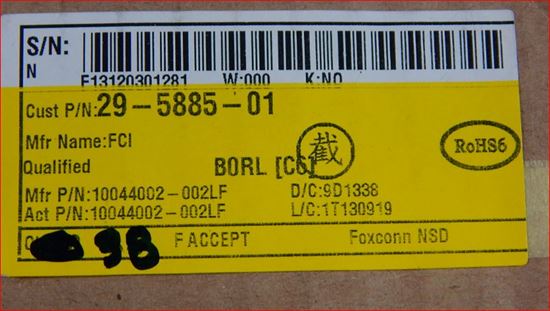 S/N:
N
F13120301281 W:000 K:NO
Cust P/N:29-5885-01
Mfr Name:FCI
Qualified BORL [C6] 截 RoHS6
Mfr P/N:10044002-002LF D/C:9D1338
Act P/N:10044002-002LF L/C:1T130919
9B F ACCEPT Foxconn NSD